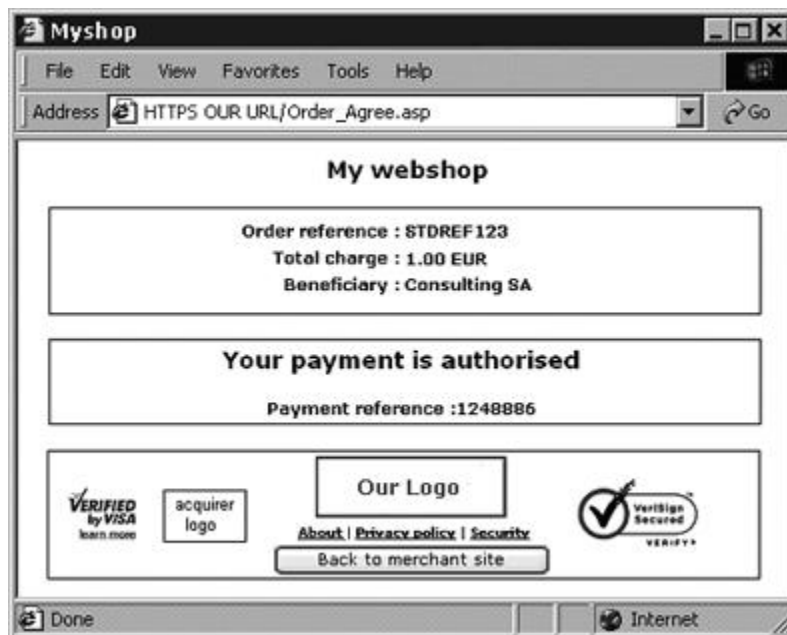 Myshop
File Edit View Favorites Tools Help
Address HTTPS OUR URL/Order_Agree.asp Go
My webshop
Order reference : STDREF123
Total charge : 1.00 EUR
Beneficiary : Consulting SA
Your payment is authorised
Payment reference :1248886
VERIFIED by VISA learn more
acquirer logo
Our Logo
VeriSign Secured VERIFY
About | Privacy policy | Security
Back to merchant site
Done Internet